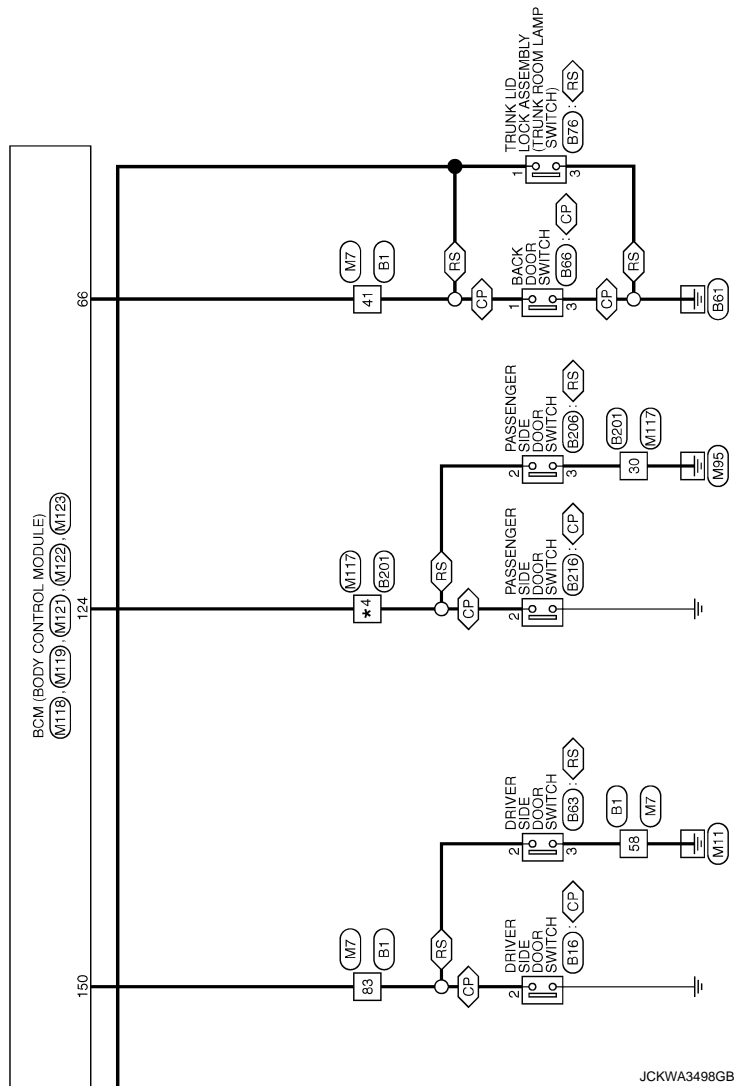 BCM (BODY CONTROL MODULE)
M118 , M119 , M121 , M122 , M123
150
124
66
83
M7
B1
RS
CP
2
DRIVER
SIDE
DOOR
SWITCH
B16 : CP
2
3
DRIVER
SIDE
DOOR
SWITCH
B63 : RS
58
B1
M7
M11
*4
M117
B201
RS
CP
2
PASSENGER
SIDE
DOOR
SWITCH
B216 : CP
2
3
PASSENGER
SIDE
DOOR
SWITCH
B206 : RS
30
B201
M117
M95
41
M7
B1
RS
CP
1
3
BACK
DOOR
SWITCH
B66 : CP
CP
RS
B61
1
3
TRUNK LID
LOCK ASSEMBLY
(TRUNK ROOM LAMP
SWITCH)
B76 : RS
JCKWA3498GB